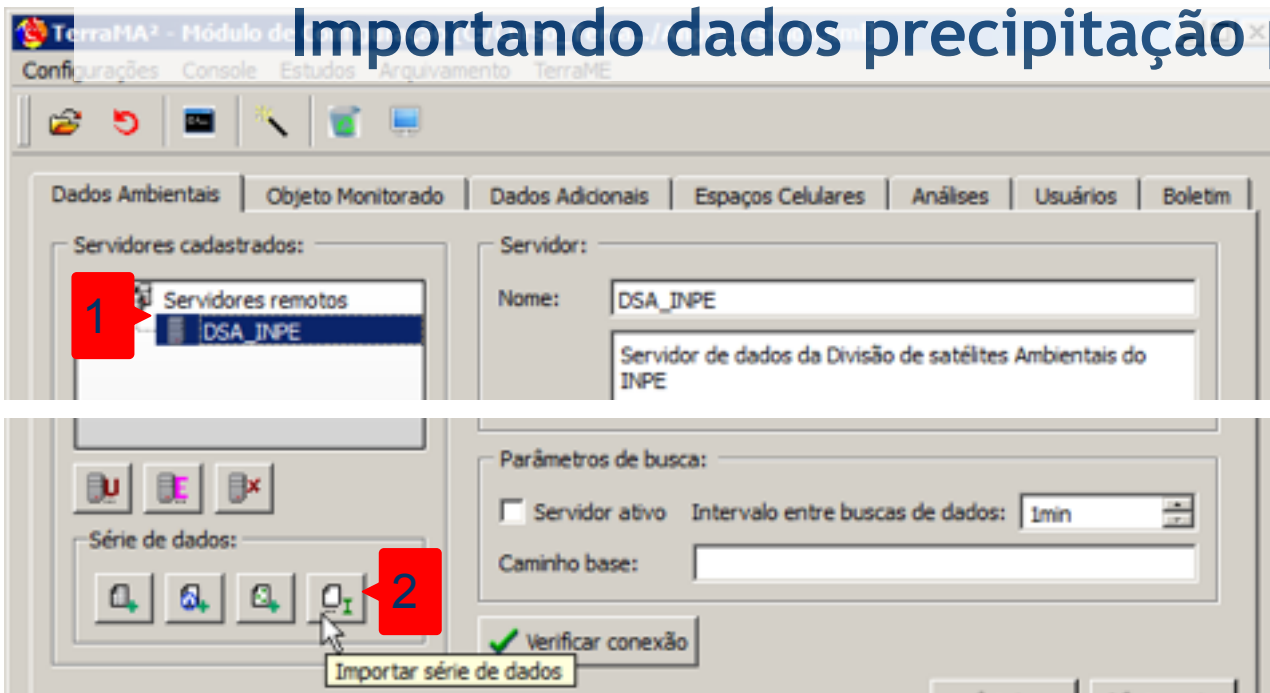 Importando dados precipitação
TerraMA² - Módulo de
Configurações Console Estudos Arquivamento TerraME
Dados Ambientais Objeto Monitorado Dados Adicionais Espaços Celulares Análises Usuários Boletim
Servidores cadastrados:
1
Servidores remotos
DSA_INPE
Servidor:
Nome: DSA_INPE
Servidor de dados da Divisão de satélites Ambientais do
INPE
U E
Série de dados:
2
Importar série de dados
Parâmetros de busca:
Servidor ativo Intervalo entre buscas de dados: 1min
Caminho base:
Verificar conexão